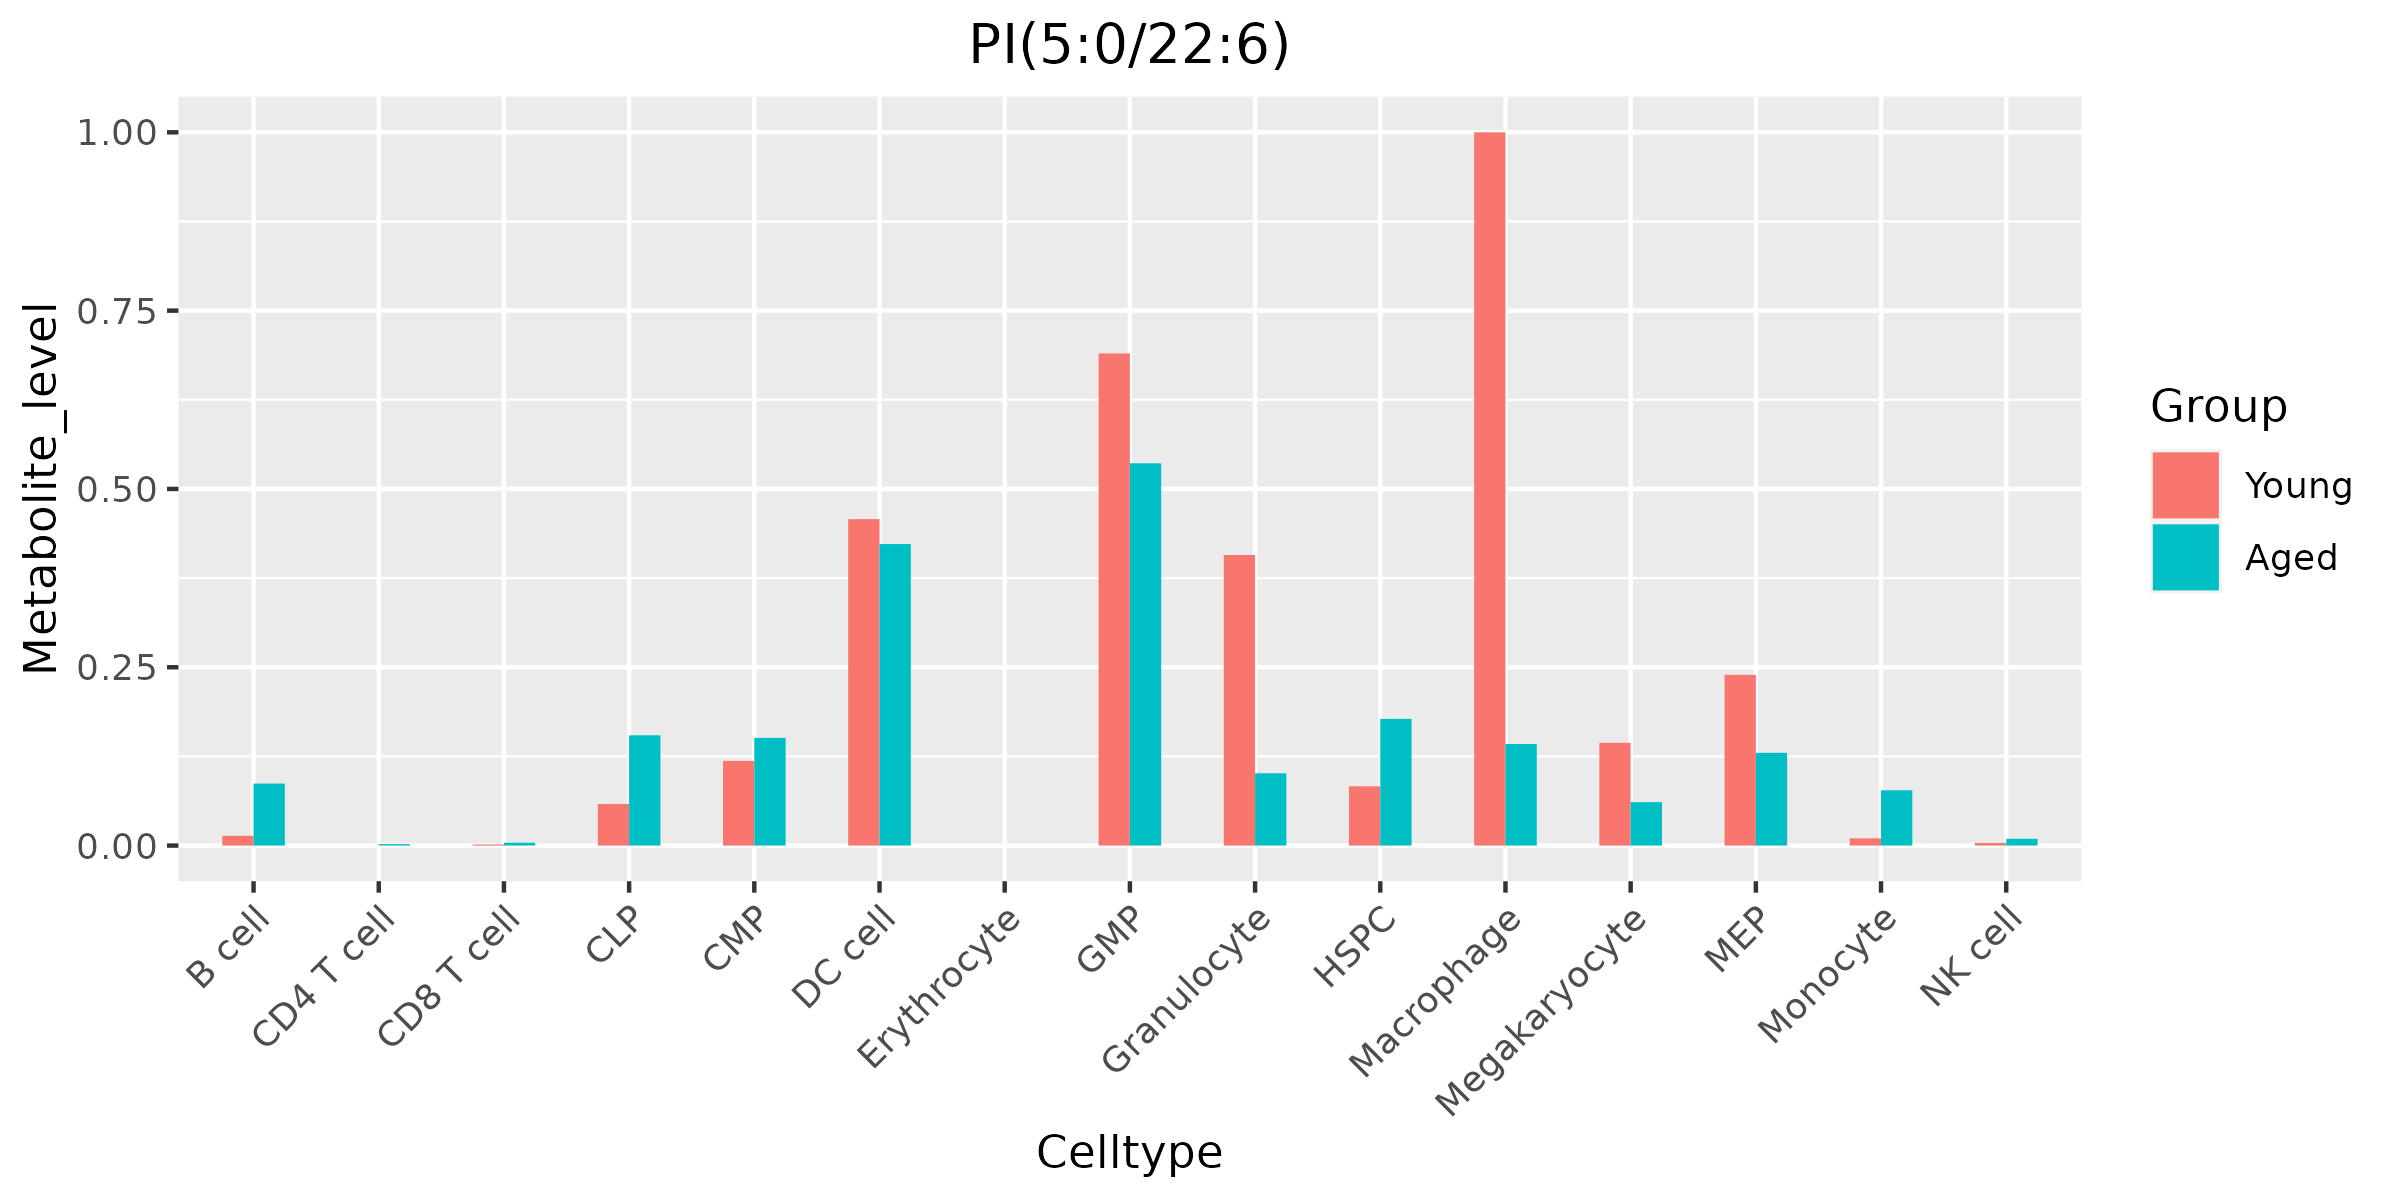 PI(5:0/22:6)
Metabolite_level
1.00
0.75
0.50
0.25
0.00
B cell
CD4 T cell
CD8 T cell
CLP
CMP
DC cell
Erythrocyte
GMP
Granulocyte
HSPC
Macrophage
Megakaryocyte
MEP
Monocyte
NK cell
Celltype
Group
Young
Aged